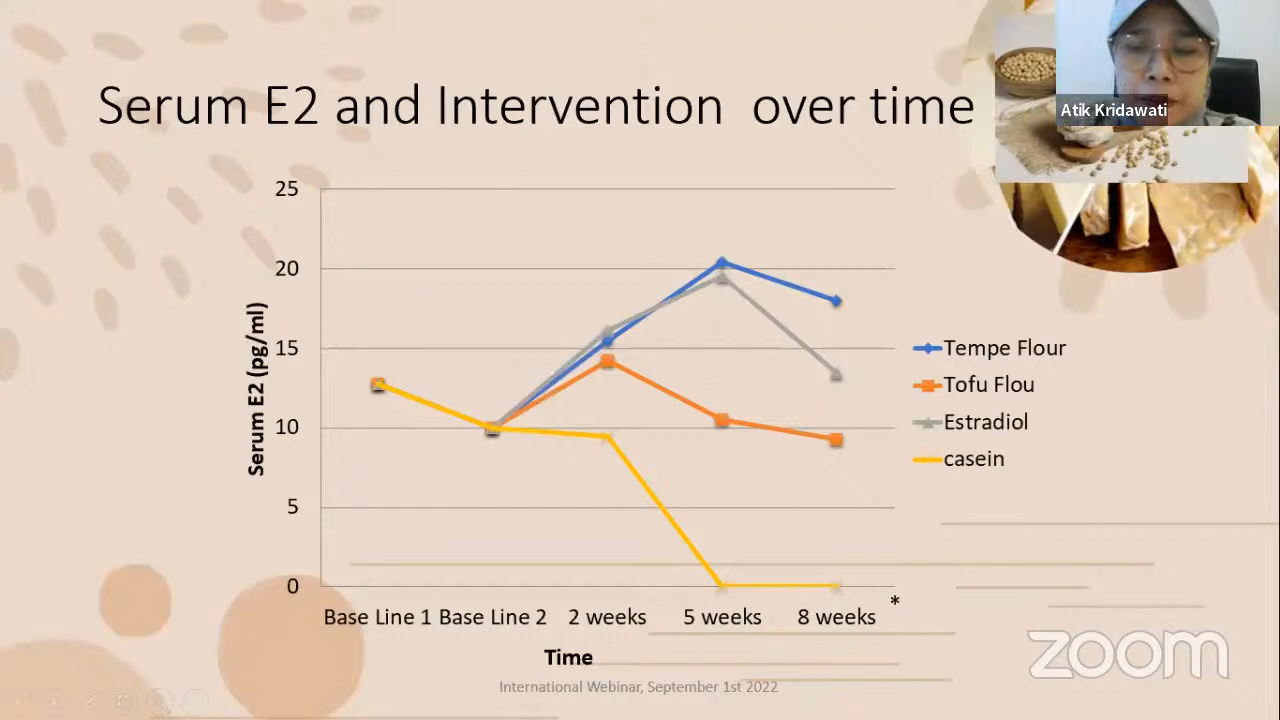 Serum E2 and Intervention over time
Atik Kridawati
25
20
15
10
5
0
Serum E2 (pg/ml)
Tempe Flour
Tofu Flou
Estradiol
casein
Base Line 1 Base Line 2 2 weeks 5 weeks 8 weeks *
Time
International Webinar, September 1st 2022
zoom